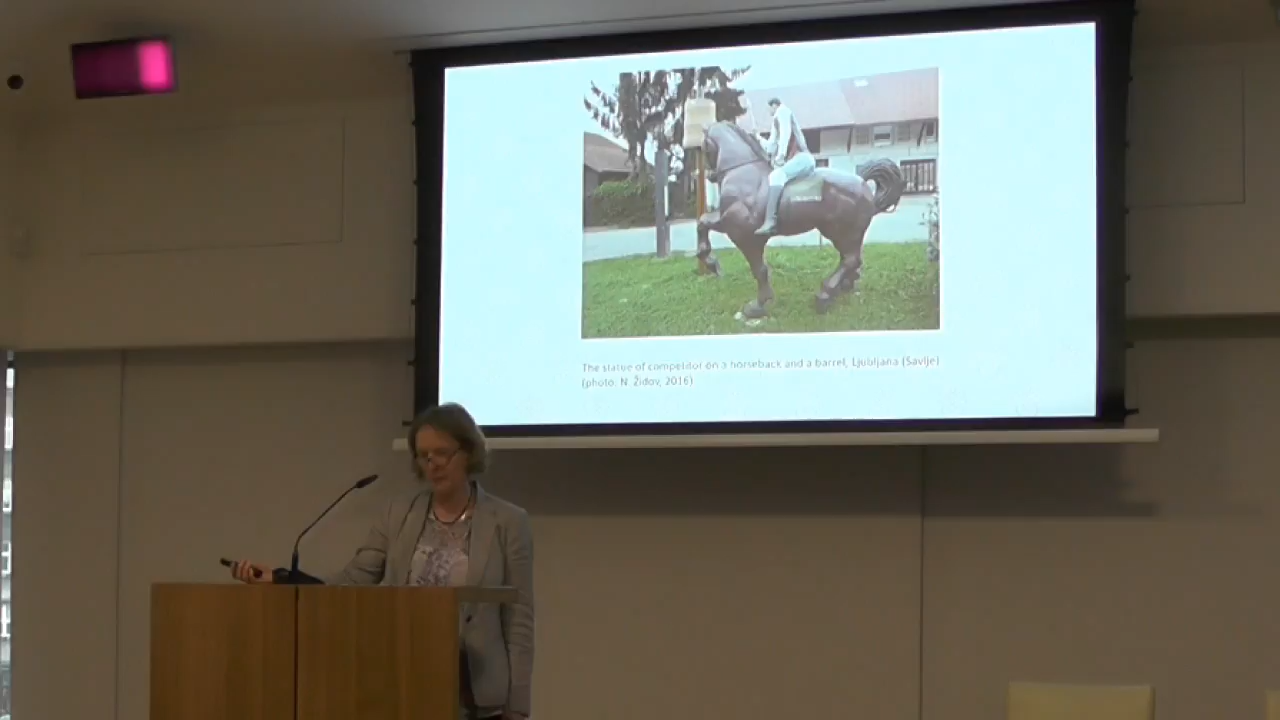 The statue of competitor on a horseback and a barrel, Ljubljana (Savlje)
(photo: N. Židov, 2016)